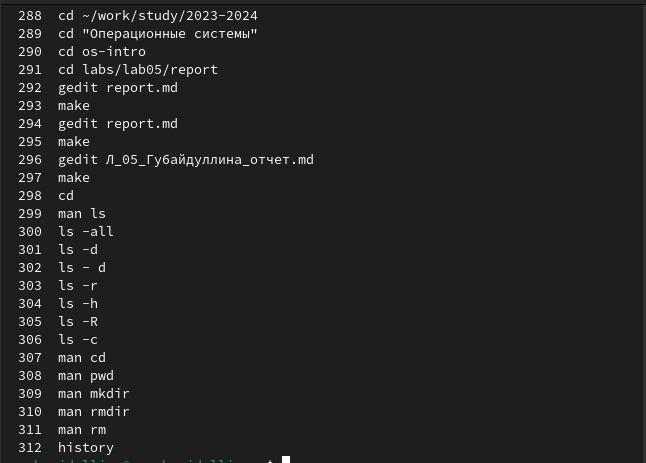 288 cd ~/work/study/2023-2024
289 cd "Операционные системы"
290 cd os-intro
291 cd labs/lab05/report
292 gedit report.md
293 make
294 gedit report.md
295 make
296 gedit Л_05_Губайдуллина_отчет.md
297 make
298 cd
299 man ls
300 ls -all
301 ls -d
302 ls - d
303 ls -r
304 ls -h
305 ls -R
306 ls -c
307 man cd
308 man pwd
309 man mkdir
310 man rmdir
311 man rm
312 history